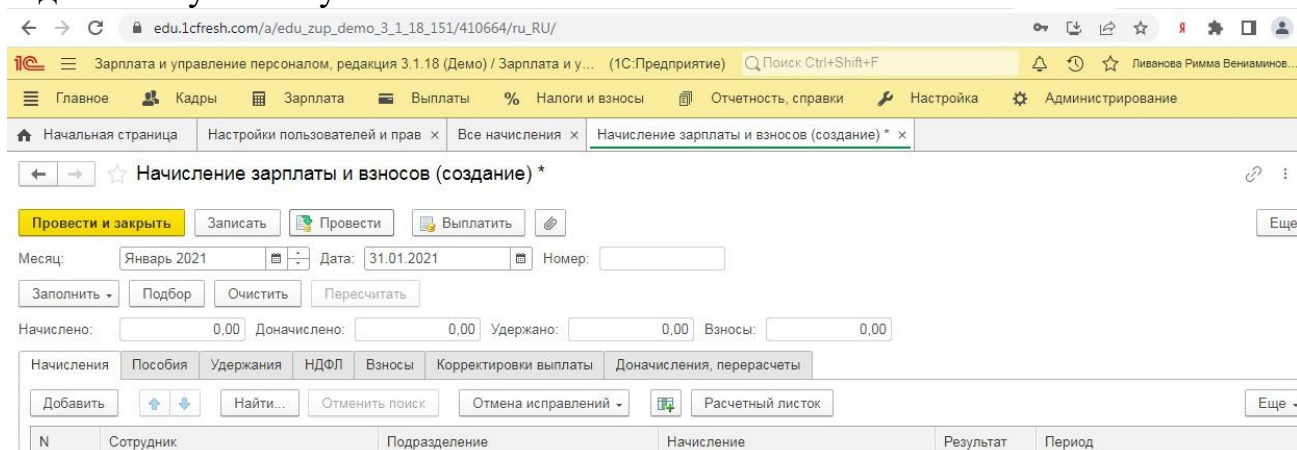 edu.1cfresh.com/a/edu_zup_demo_3_1_18_151/410664/ru_RU/
Зарплата и управление персоналом, редакция 3.1.18 (Демо) / Зарплата и у... (1С:Предприятие) Поиск Ctrl+Shift+F Ливанова Римма Вениаминов...
Главное Кадры Зарплата Выплаты % Налоги и взносы Отчетность, справки Настройка Администрирование
Начальная страница Настройки пользователей и прав × Все начисления × Начисление зарплаты и взносов (создание) * ×
Начисление зарплаты и взносов (создание) *
Провести и закрыть Записать Провести Выплатить Еще
Месяц: Январь 2021 Дата: 31.01.2021 Номер:
Заполнить Подбор Очистить Пересчитать
Начислено: 0,00 Доначислено: 0,00 Удержано: 0,00 Взносы: 0,00
Начисления Пособия Удержания НДФЛ Взносы Корректировки выплаты Доначисления, перерасчеты
Добавить Найти... Отменить поиск Отмена исправлений Расчетный листок Еще
N Сотрудник Подразделение Начисление Результат Период